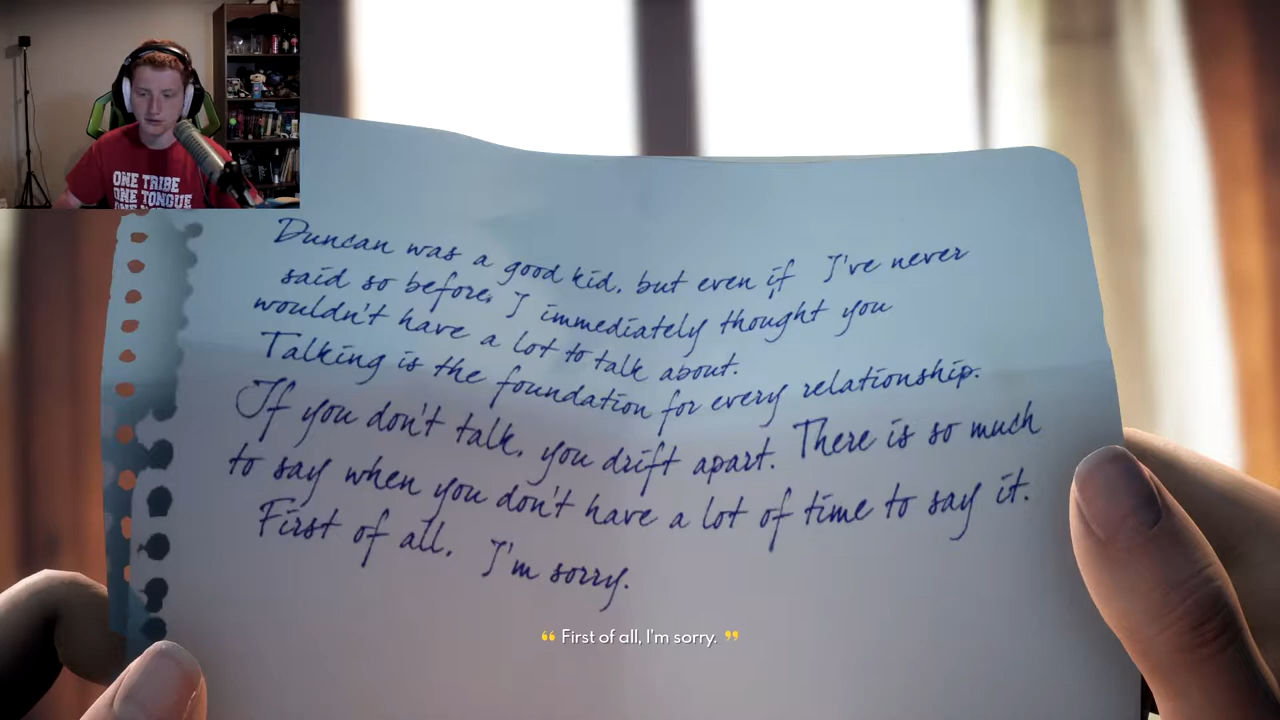 ONE TRIBE
ONE TONGUE
Duncan was a good kid, but even if I've never
said so before, I immediately thought you
wouldn't have a lot to talk about.
Talking is the foundation for every relationship.
If you don't talk, you drift apart. There is so much
to say when you don't have a lot of time to say it.
First of all, I'm sorry.
“ First of all, I'm sorry. ”